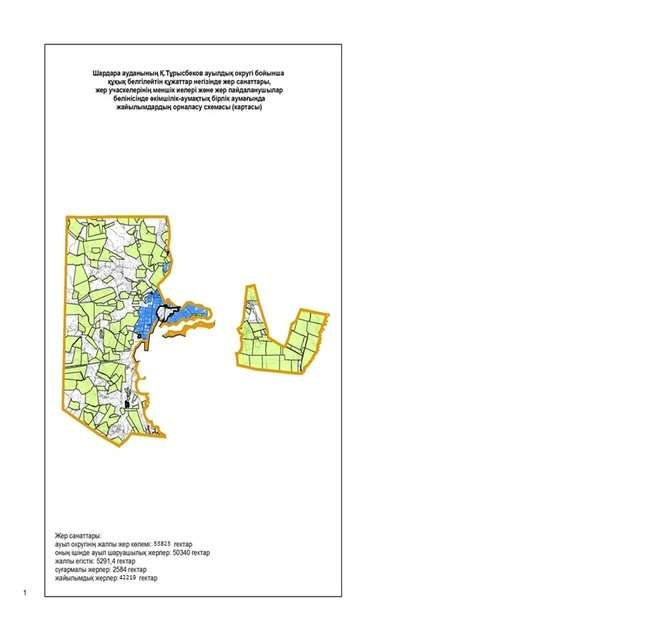 Шардара ауданының Қ.Тұрысбеков ауылдық округі бойынша
құқық белгілейтін құжаттар негізінде жер санаттары,
жер учаскелерінің меншік иелері және жер пайдаланушылар
бөлінісінде әкімшілік-аумақтық бірлік аумағында
жайылымдардың орналасу схемасы (картасы)
Жер санаттары:
ауыл округінің жалпы жер көлемі: 55825 гектар
оның ішінде ауыл шаруашылық жерлер: 50340 гектар
жалпы егістік: 5291,4 гектар
суғармалы жерлер: 2584 гектар
жайылымдық жерлер: 42219 гектар
1